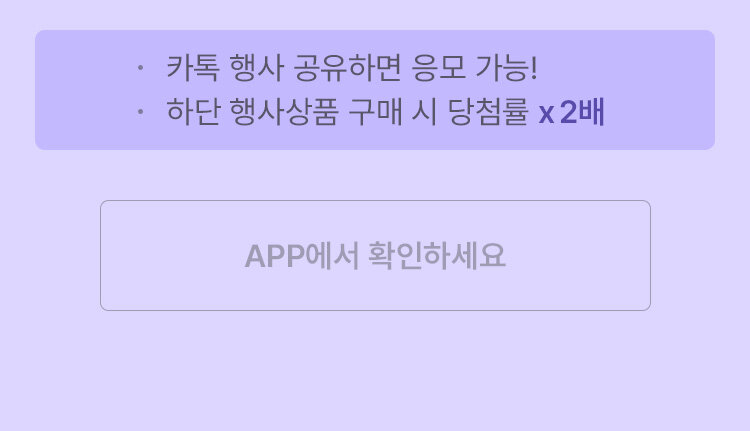 · 카톡 행사 공유하면 응모 가능!
· 하단 행사상품 구매 시 당첨률 x2배
APP에서 확인하세요